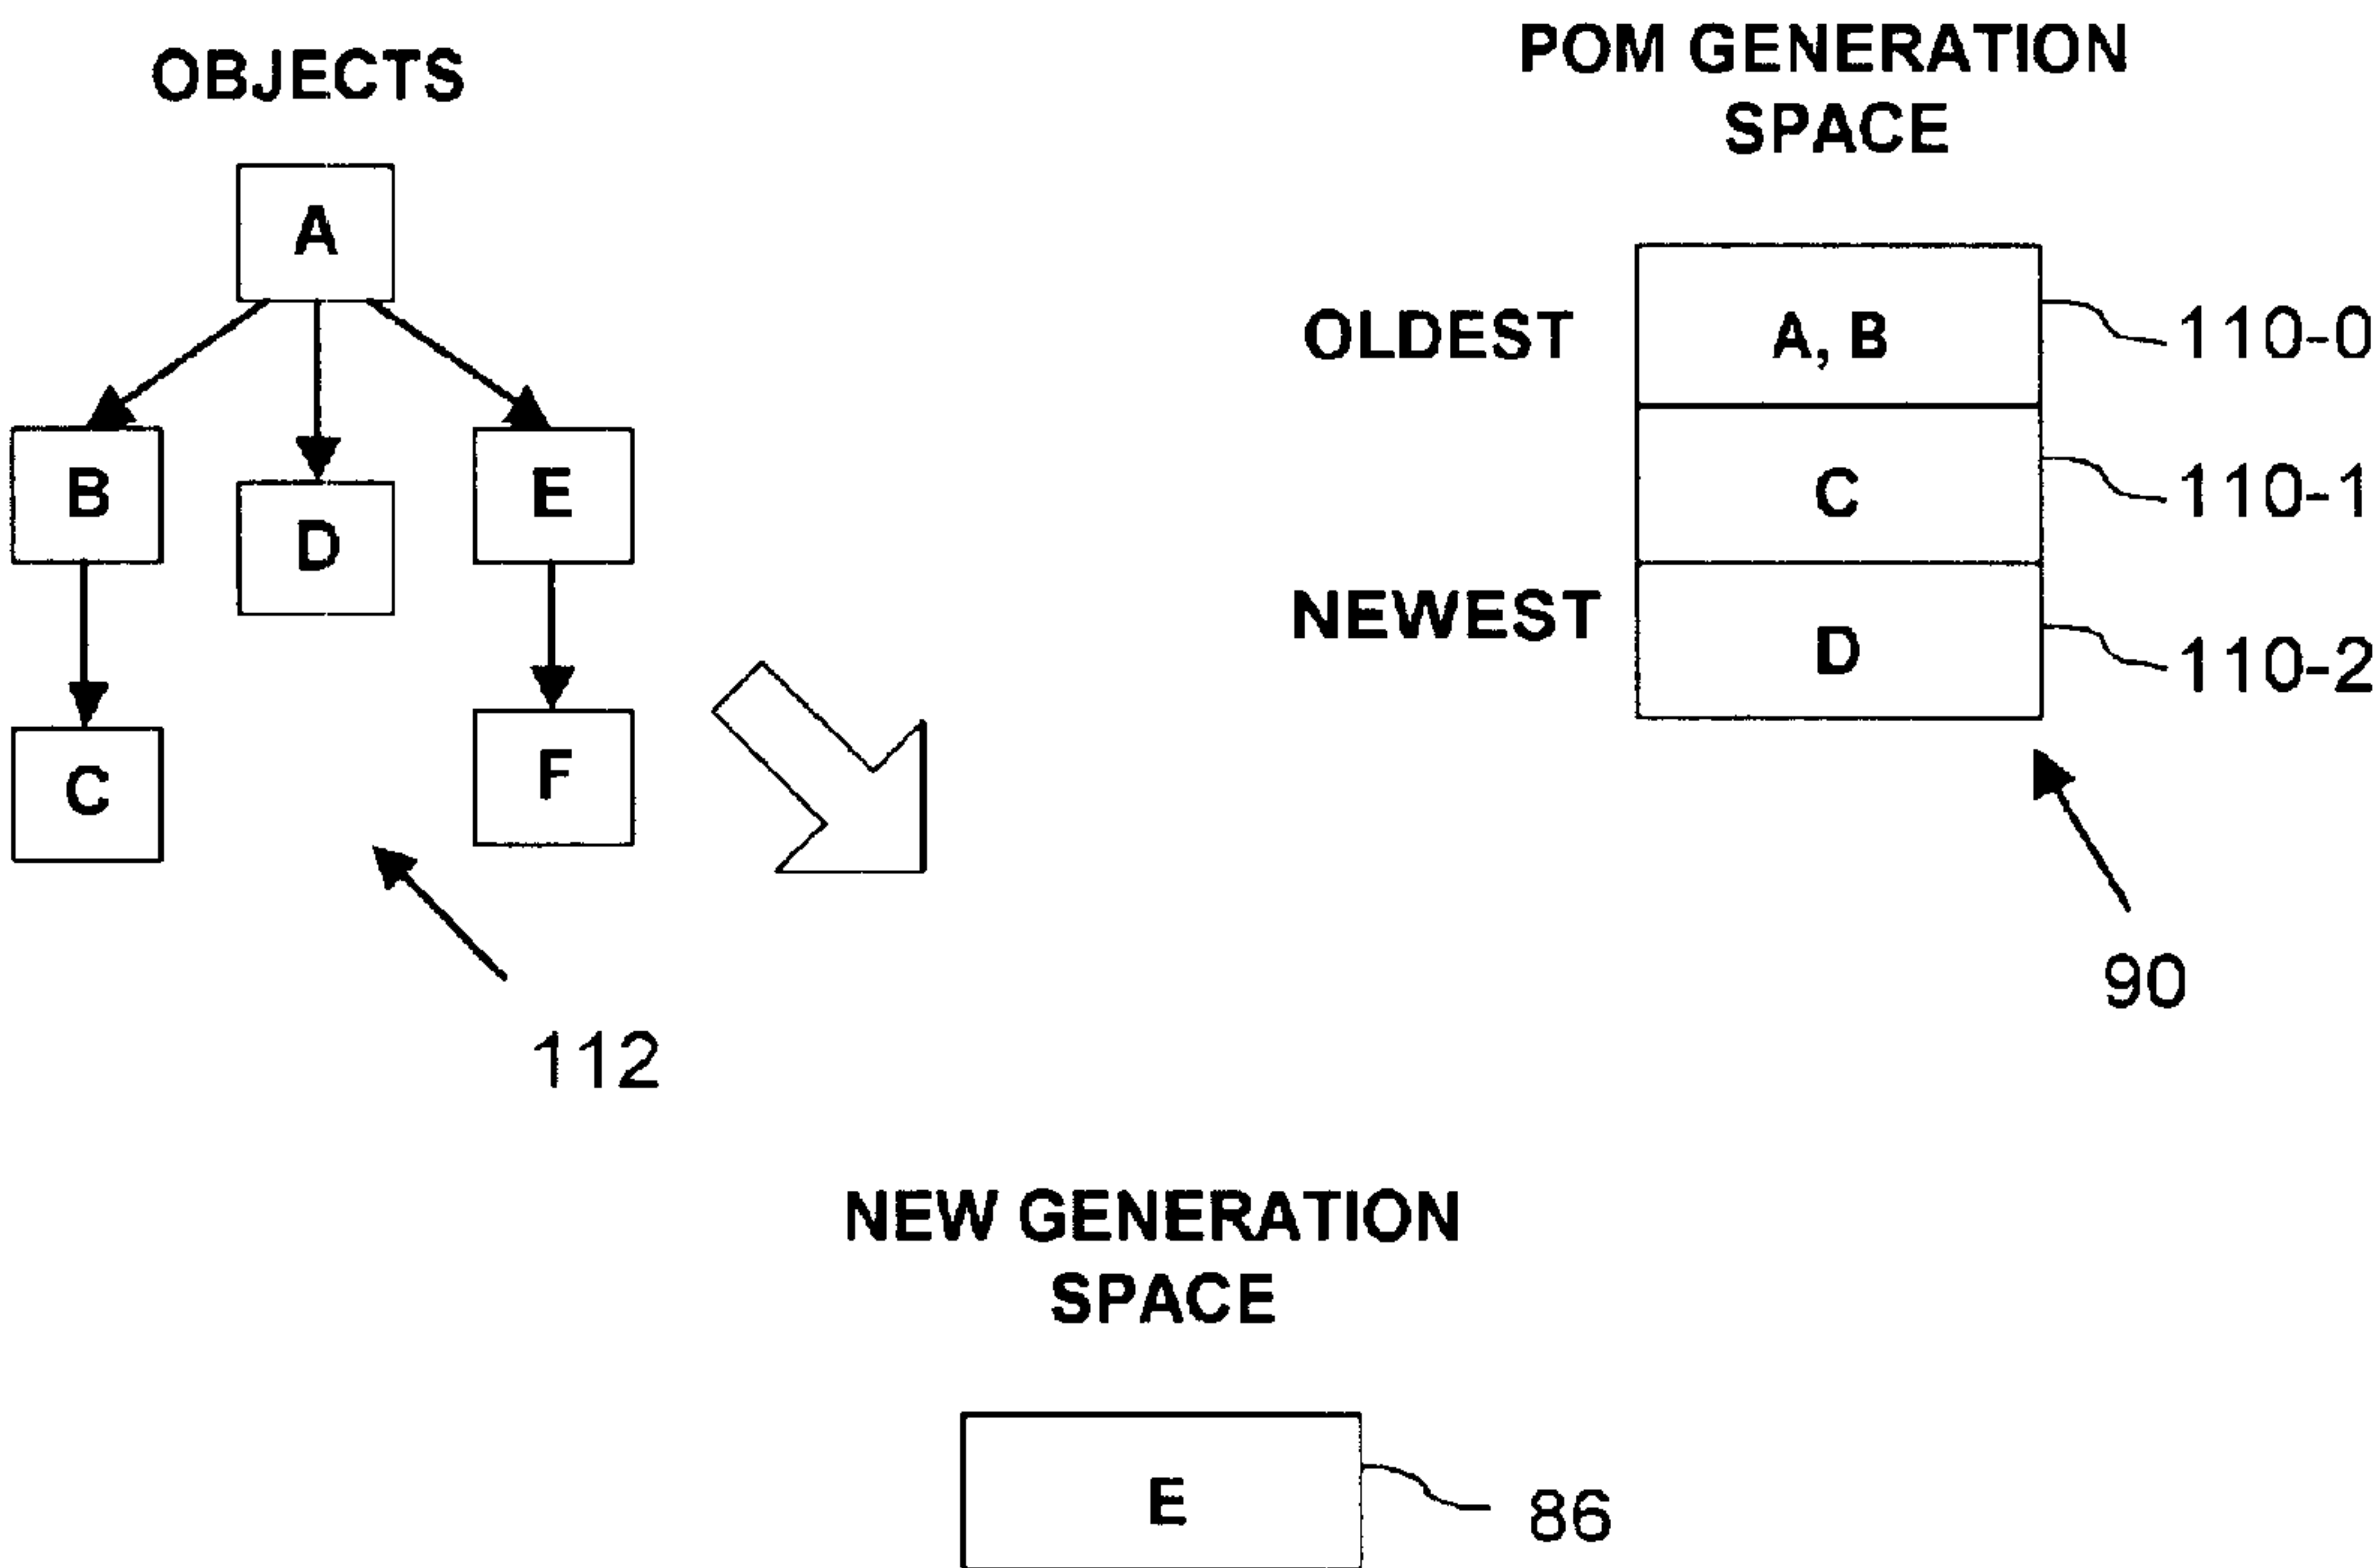 OBJECTS
A
B
D
E
C
F
112
POM GENERATION
SPACE
OLDEST
A, B
110-0
C
110-1
NEWEST
D
110-2
90
NEW GENERATION
SPACE
E
86